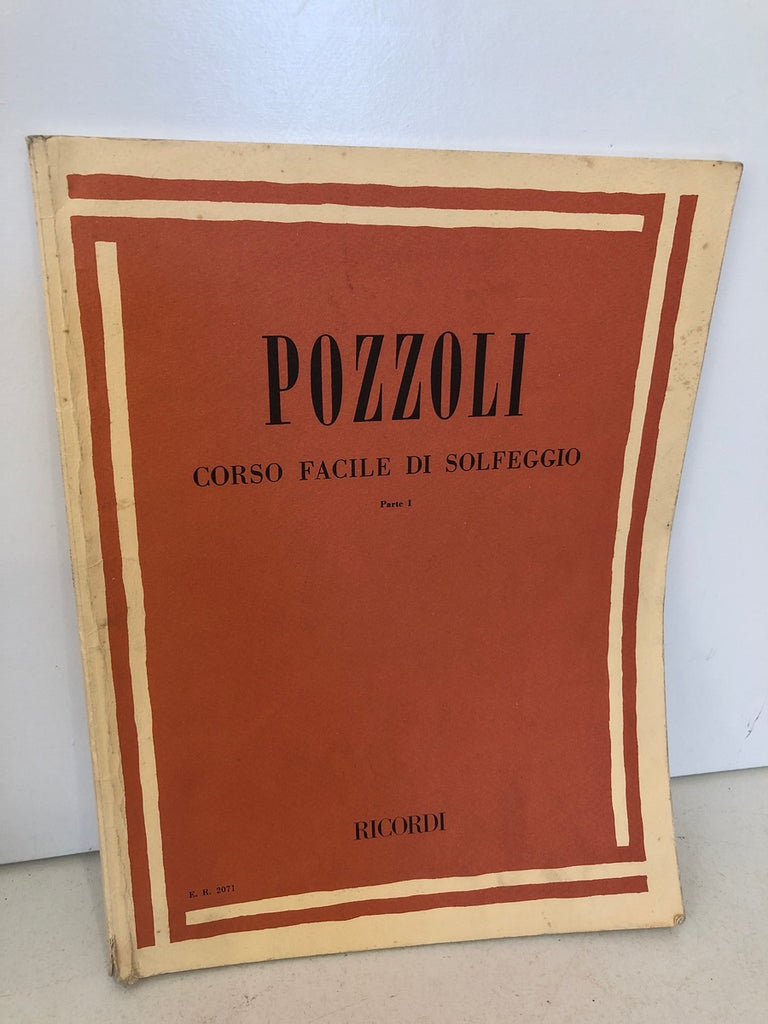 POZZOLI
CORSO FACILE DI SOLFEGGIO
Parte I
RICORDI
E. R. 2071